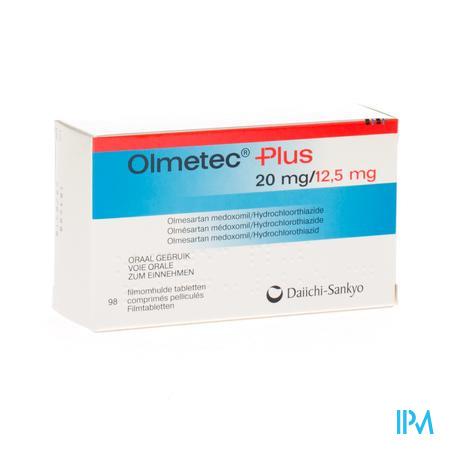 Olmetec® Plus
20 mg/12,5 mg
Olmesartan medoxomil/Hydrochloorthiazide
Olmésartan médoxomil/Hydrochlorothiazide
Olmesartan medoxomil/Hydrochlorothiazid
ORAAL GEBRUIK
VOIE ORALE
ZUM EINNEHMEN
98 filmomhulde tabletten
comprimés pelliculés
Filmtabletten
Daiichi-Sankyo
IPM